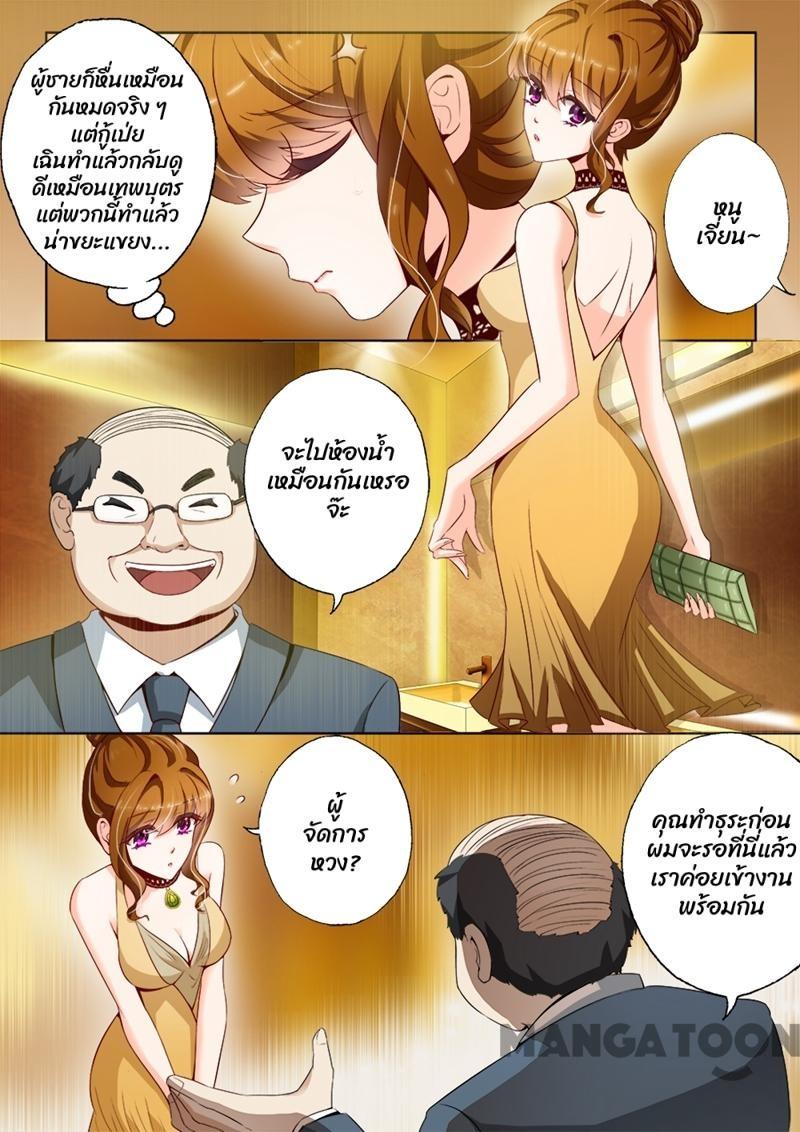 ผู้ชายก็หื่นเหมือน
กันหมดจริง ๆ
แต่กู้เป่ย
เฉินทำแล้วกลับดู
ดีเหมือนเทพบุตร
แต่พวกนี้ทำแล้ว
น่าขยะแขยง...
หนู
เจี่ยน~
จะไปห้องน้ำ
เหมือนกันเหรอ
จ๊ะ
ผู้
จัดการ
หวง?
คุณทำธุระก่อน
ผมจะรอที่นี่แล้ว
เราค่อยเข้างาน
พร้อมกัน
MANGATOON